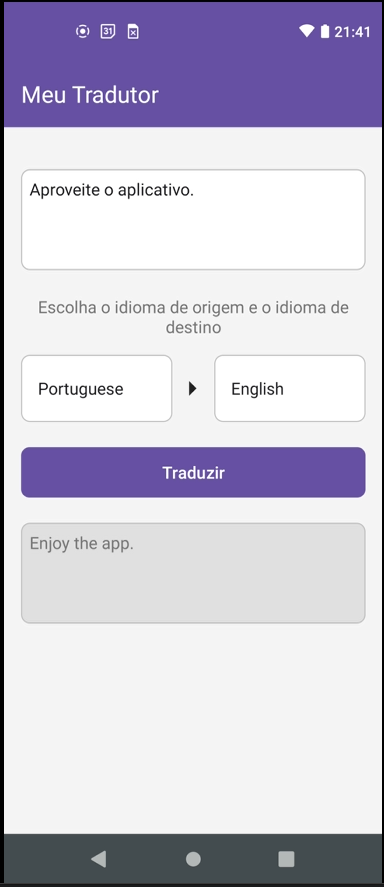 31
21:41
Meu Tradutor
Aproveite o aplicativo.
Escolha o idioma de origem e o idioma de
destino
Portuguese
English
Traduzir
Enjoy the app.